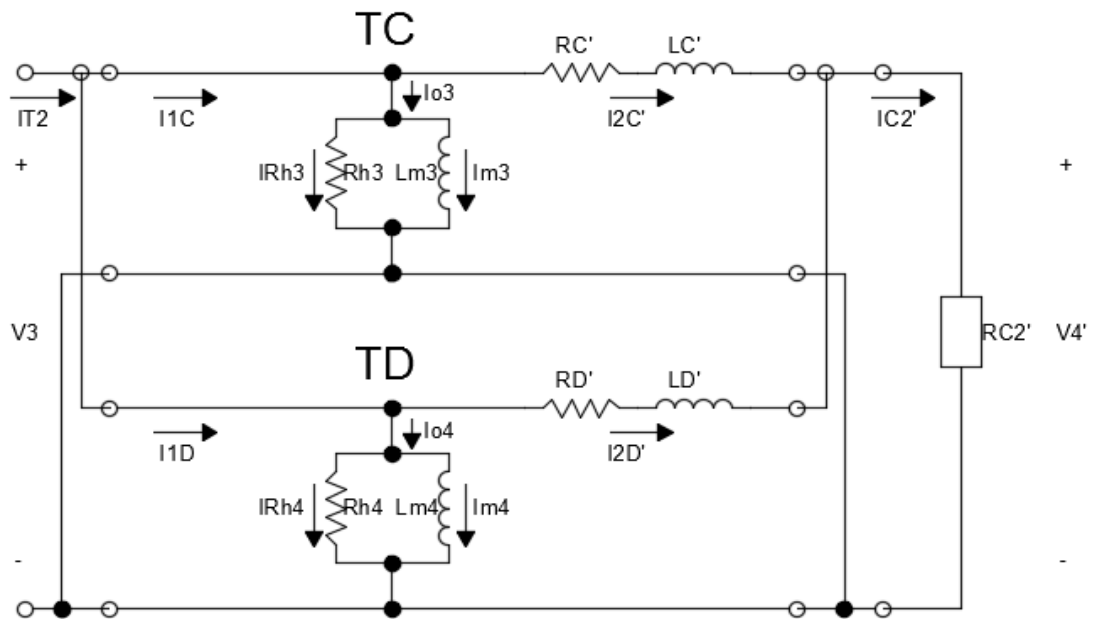 TC
RC' LC'
Io3
IT2 I1C I2C' IC2'
+ +
IRh3 Rh3 Lm3 Im3
V3 RC2' V4'
TD
RD' LD'
Io4
I1D I2D'
IRh4 Rh4 Lm4 Im4
- -